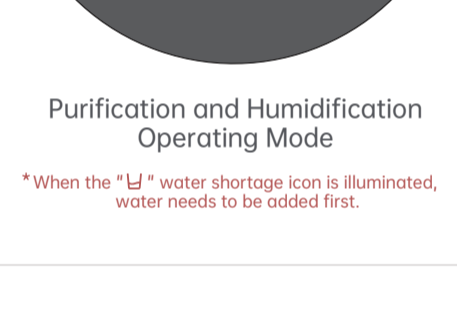 Purification and Humidification
Operating Mode
*When the " " water shortage icon is illuminated,
water needs to be added first.